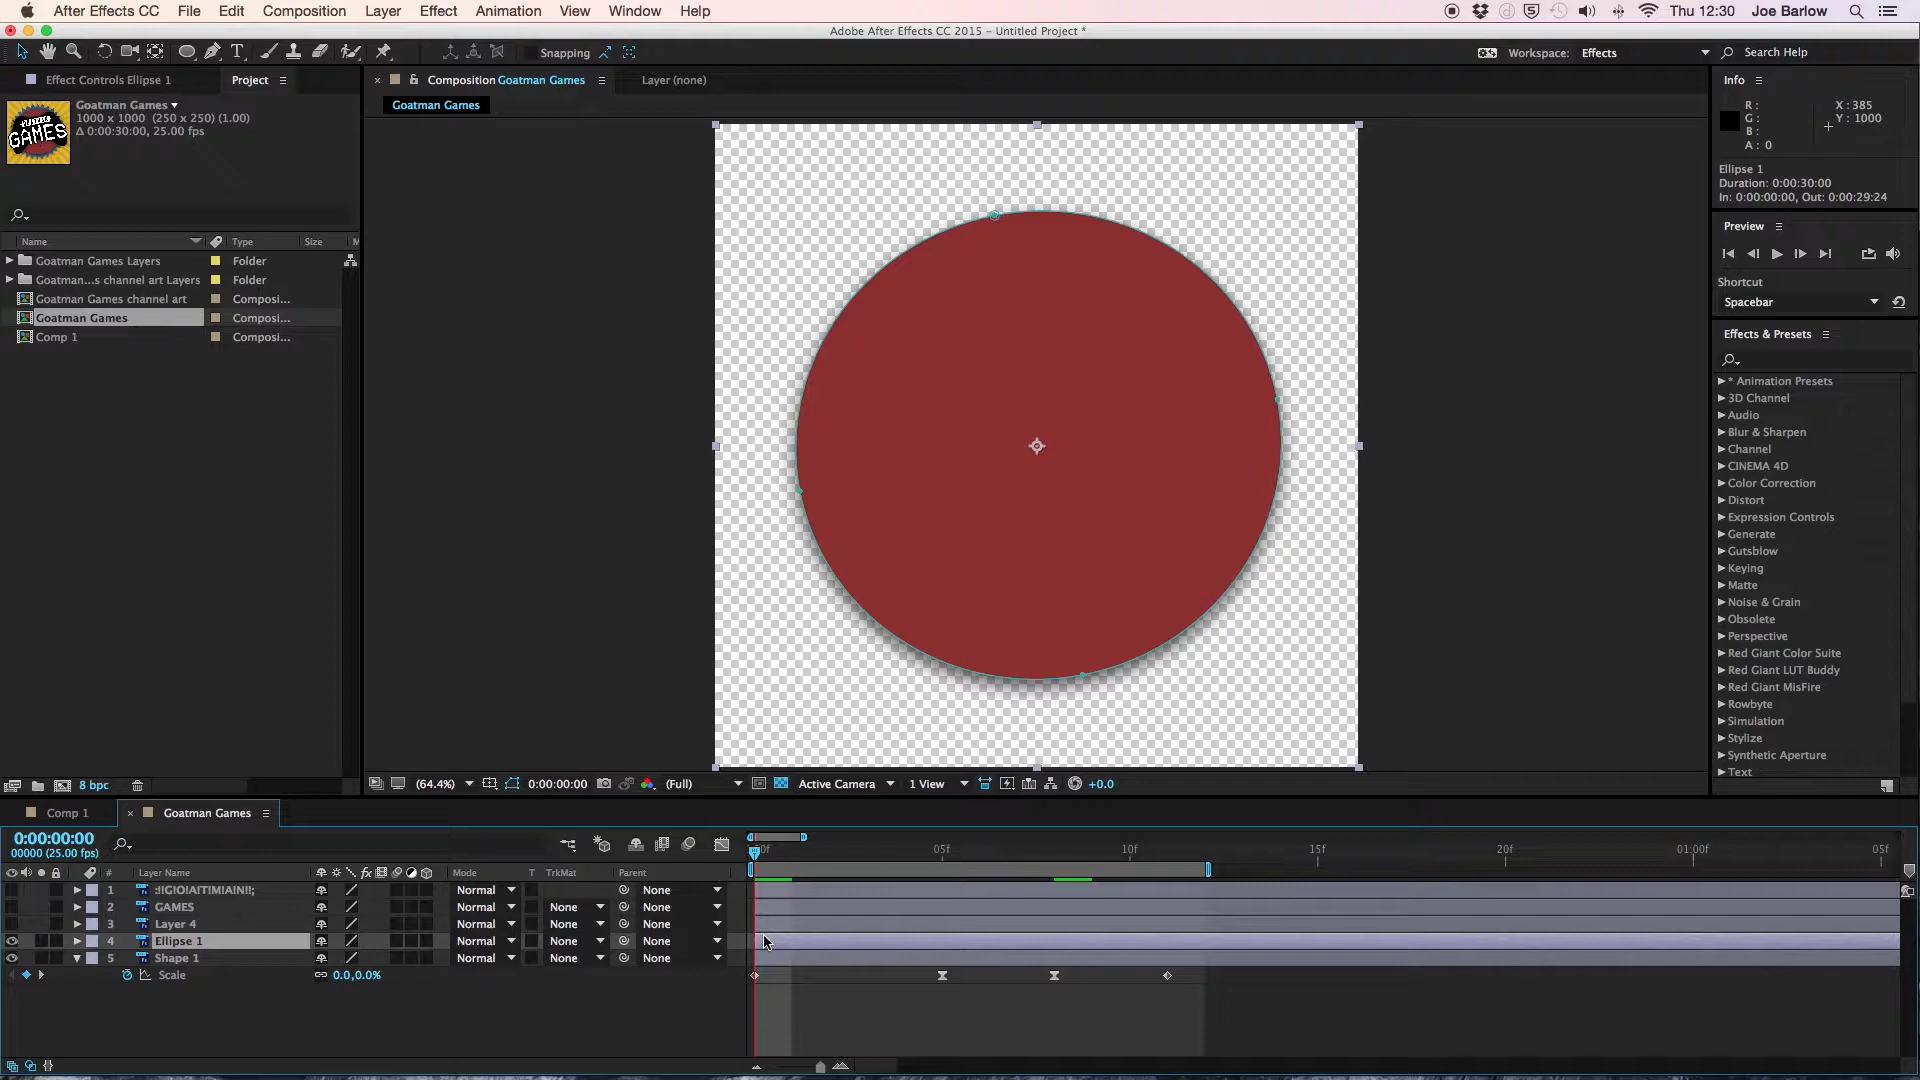 After Effects CC File Edit Composition Layer Effect Animation View Window Help Thu 12:30 Joe Barlow
Adobe After Effects CC 2015 – Untitled Project *
Snapping Workspace: Effects Search Help
Effect Controls Ellipse 1 Project
Composition Goatman Games Layer (none)
Goatman Games
Goatman Games
1000 x 1000 (250 x 250) (1.00)
Δ 0:00:30:00, 25.00 fps
GAMES
Name Type Size M
Goatman Games Layers Folder
Goatman...s channel art Layers Folder
Goatman Games channel art Composi...
Goatman Games Composi...
Comp 1 Composi...
8 bpc
(64.4%) 0:00:00:00 (Full) Active Camera 1 View +0.0
Info
R :
G :
B :
A : 0
X : 385
Y : 1000
Ellipse 1
Duration: 0:00:30:00
In: 0:00:00:00, Out: 0:00:29:24
Preview
Shortcut
Spacebar
Effects & Presets
* Animation Presets
3D Channel
Audio
Blur & Sharpen
Channel
CINEMA 4D
Color Correction
Distort
Expression Controls
Generate
Gutsblow
Keying
Matte
Noise & Grain
Obsolete
Perspective
Red Giant Color Suite
Red Giant LUT Buddy
Red Giant MisFire
Rowbyte
Simulation
Stylize
Synthetic Aperture
Text
Comp 1 Goatman Games
0:00:00:00
00000 (25.00 fps)
05f 10f 15f 20f 01:00f 05f
# Layer Name Mode T TrkMat Parent
1 :!IG!O!A!T!M!A!N!!; Normal None
2 GAMES Normal None None
3 Layer 4 Normal None None
4 Ellipse 1 Normal None None
5 Shape 1 Normal None None
Scale 0.0,0.0%